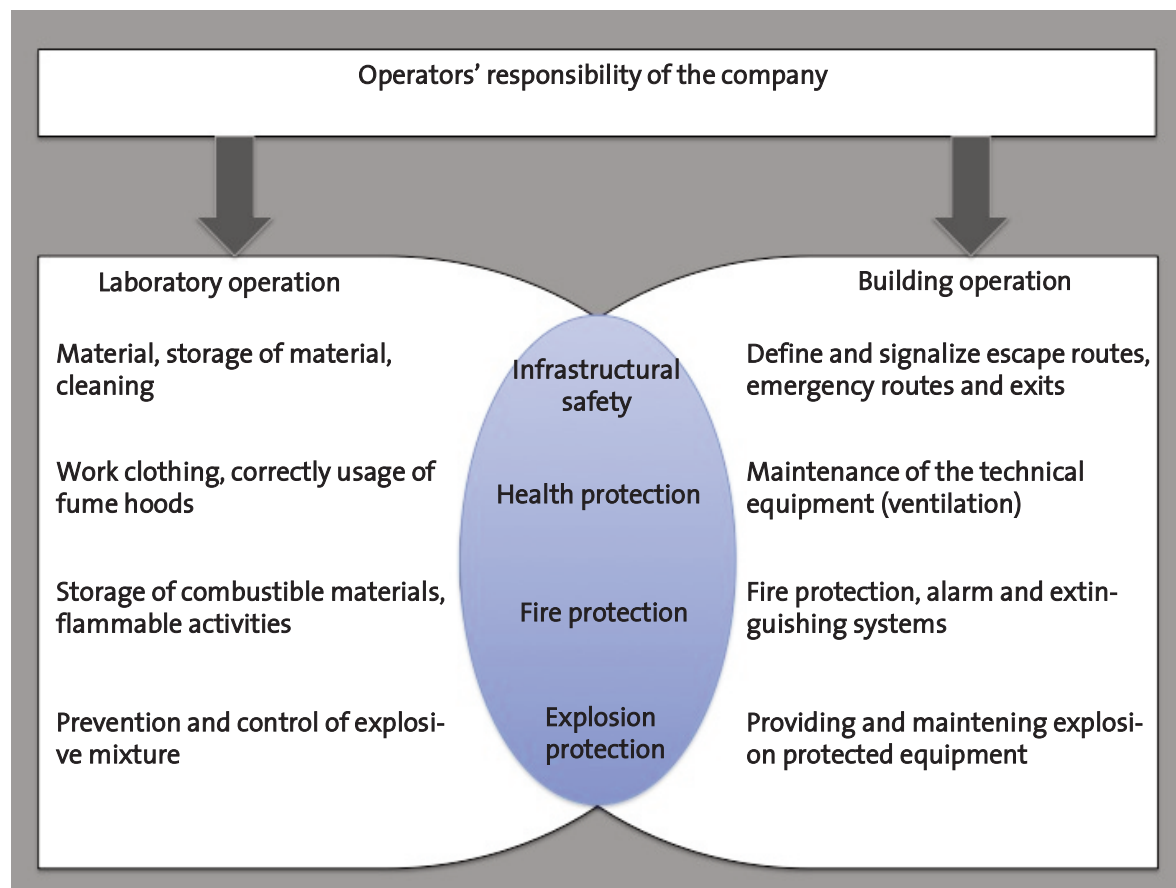 Operators’ responsibility of the company
Laboratory operation
Material, storage of material,
cleaning
Work clothing, correctly usage of
fume hoods
Storage of combustible materials,
flammable activities
Prevention and control of explosi-
ve mixture
Infrastructural
safety
Health protection
Fire protection
Explosion
protection
Building operation
Define and signalize escape routes,
emergency routes and exits
Maintenance of the technical
equipment (ventilation)
Fire protection, alarm and extin-
guishing systems
Providing and maintening explosi-
on protected equipment